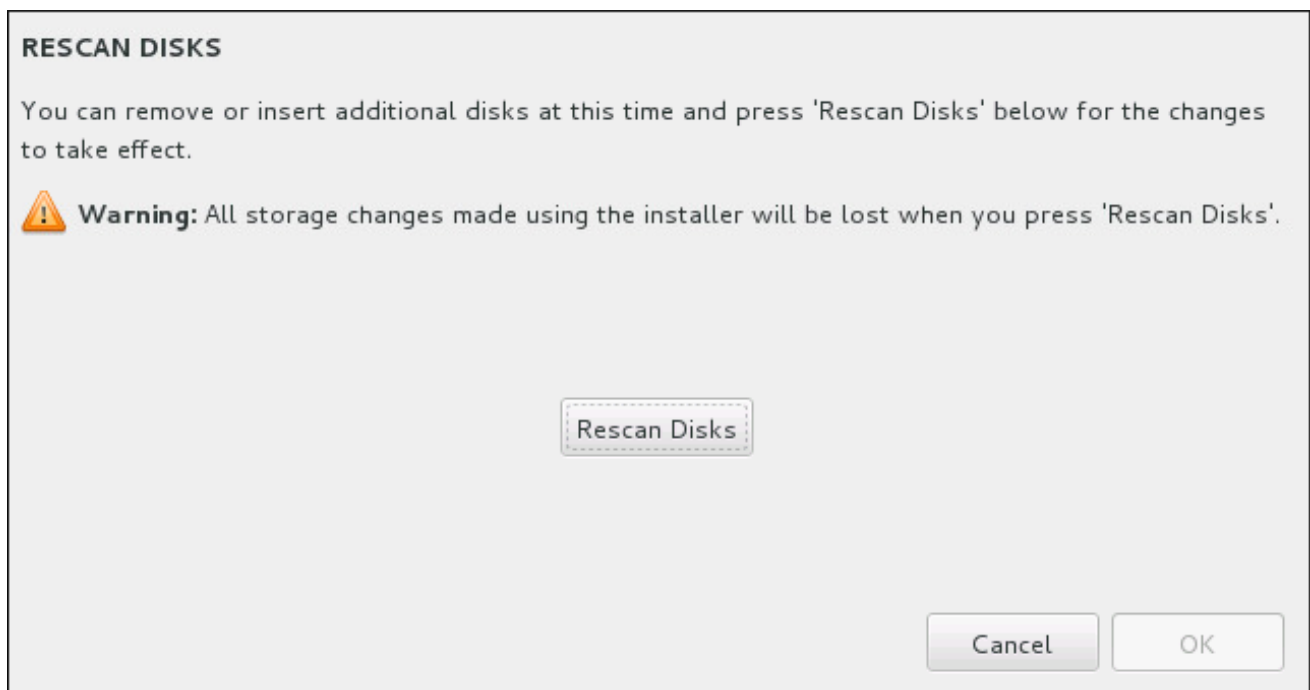 RESCAN DISKS
You can remove or insert additional disks at this time and press 'Rescan Disks' below for the changes
to take effect.
Warning: All storage changes made using the installer will be lost when you press 'Rescan Disks'.
Rescan Disks
Cancel
OK